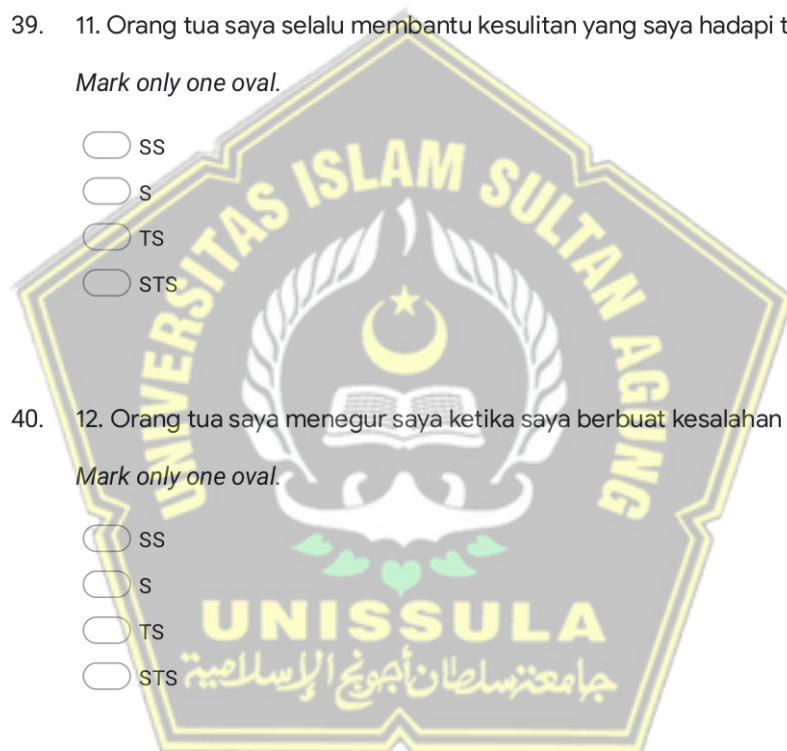 39. 11. Orang tua saya selalu membantu kesulitan yang saya hadapi
Mark only one oval.
SS
S
TS
STS
UNIVERSITAS ISLAM SULTAN AGUNG
40. 12. Orang tua saya menegur saya ketika saya berbuat kesalahan
Mark only one oval.
SS
S
TS
STS
UNISSULA
جامعة سلطان أجونج الإسلامية